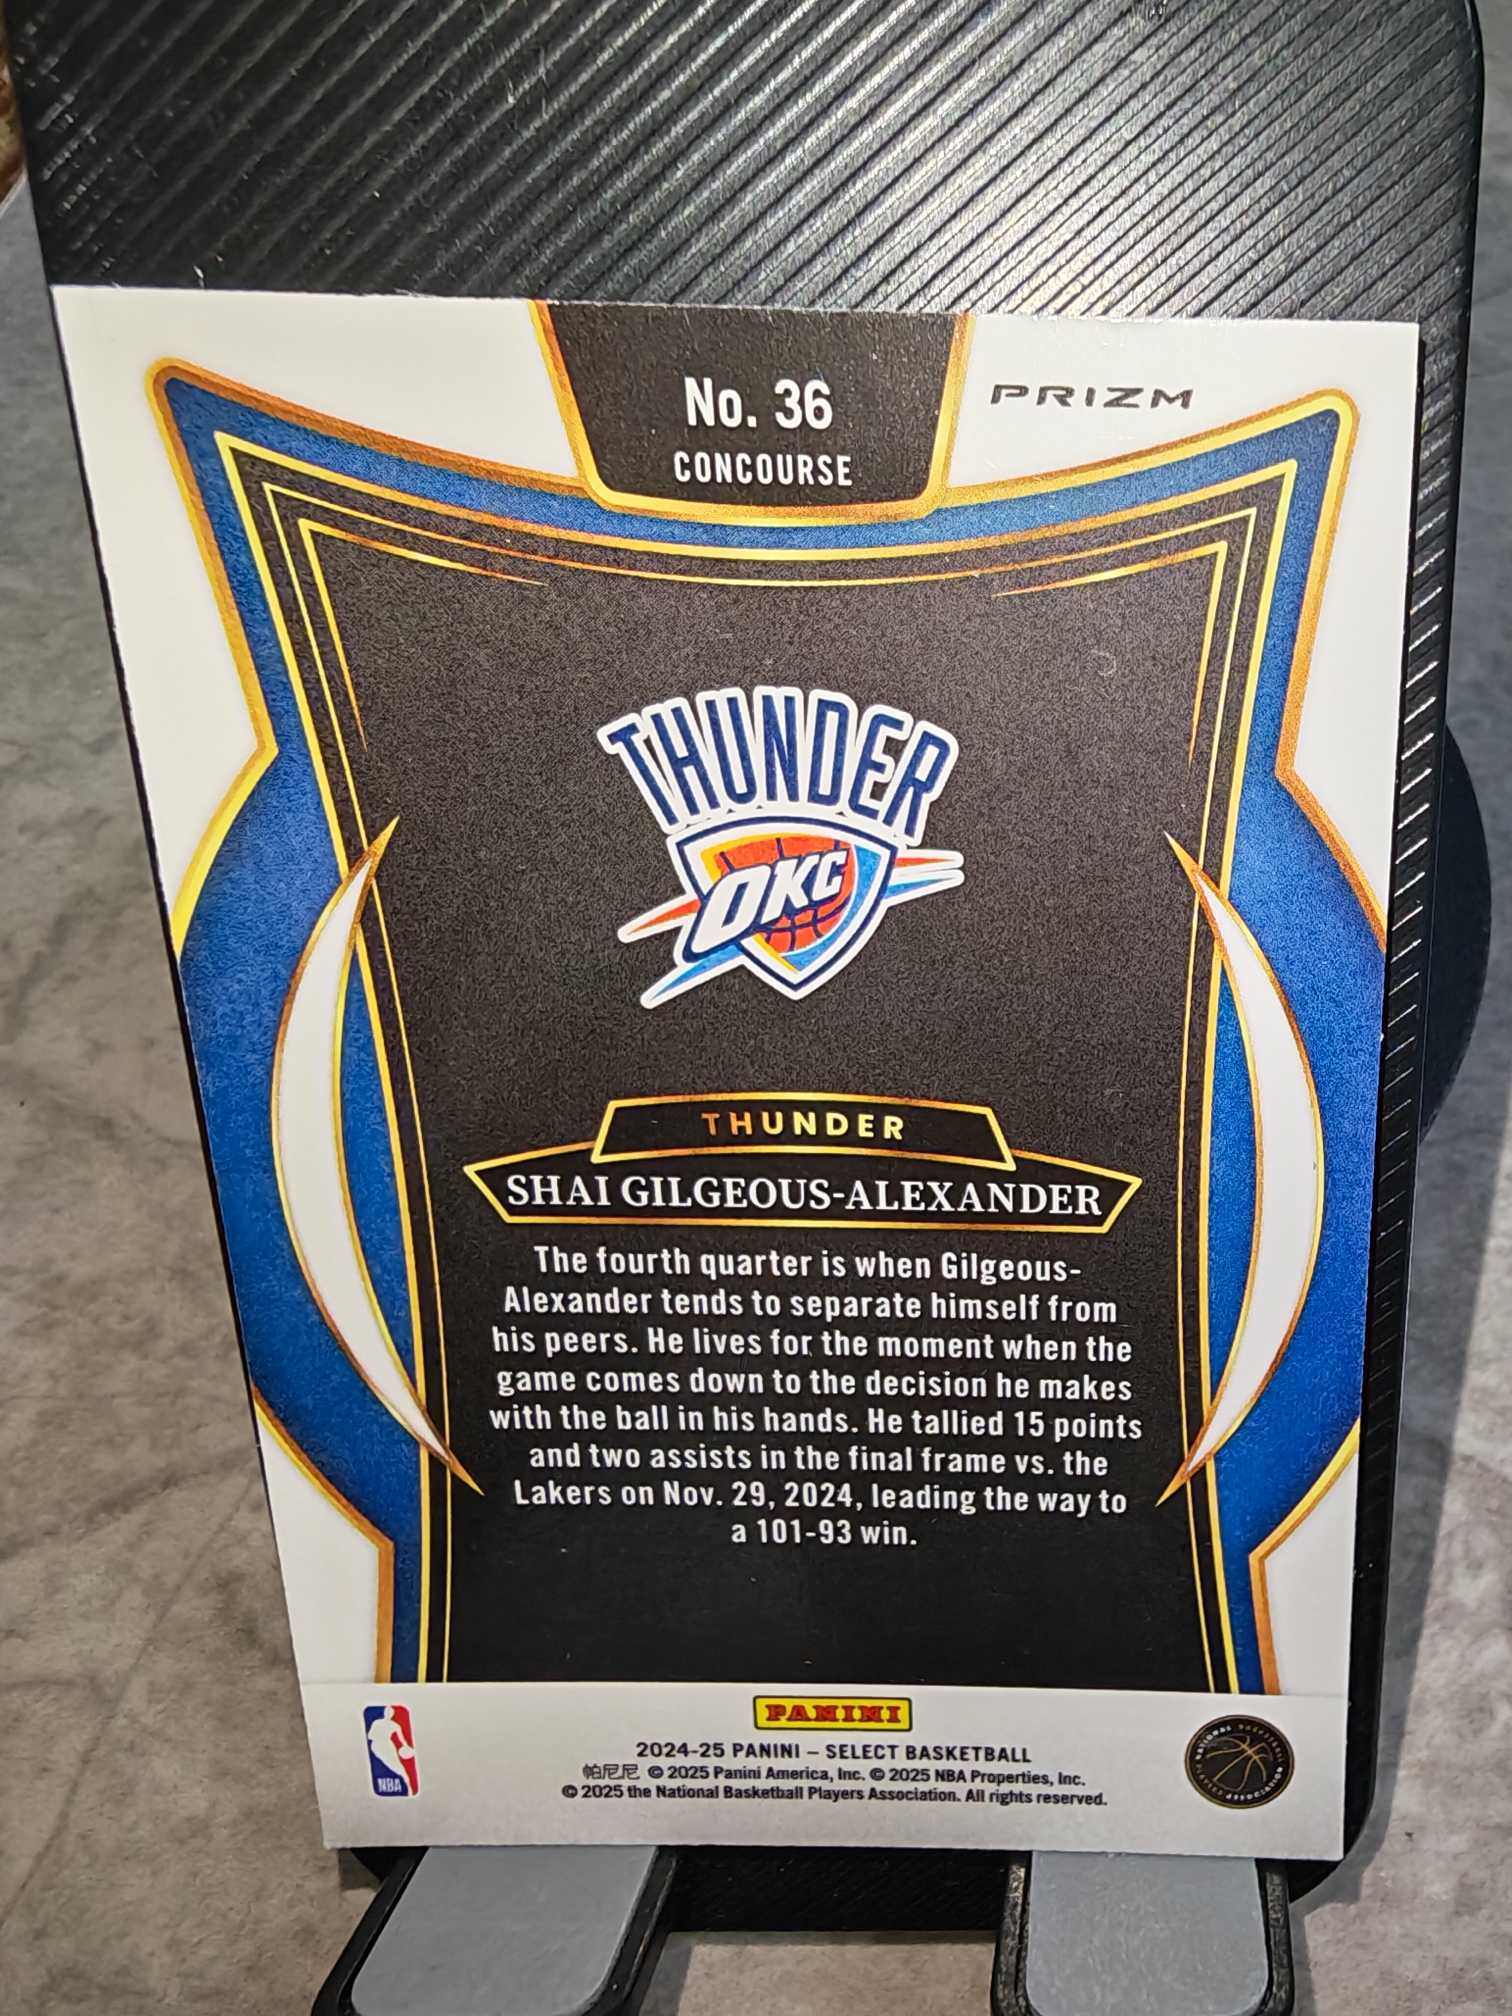 No. 36
CONCOURSE
PRIZM
THUNDER
OKC
THUNDER
SHAI GILGEOUS-ALEXANDER
The fourth quarter is when Gilgeous-
Alexander tends to separate himself from
his peers. He lives for the moment when the
game comes down to the decision he makes
with the ball in his hands. He tallied 15 points
and two assists in the final frame vs. the
Lakers on Nov. 29, 2024, leading the way to
a 101-93 win.
PANINI
2024-25 PANINI – SELECT BASKETBALL
帕尼尼 © 2025 Panini America, Inc. © 2025 NBA Properties, Inc.
© 2025 the National Basketball Players Association. All rights reserved.
NBA
NATIONAL BASKETBALL
PLAYERS ASSOCIATION